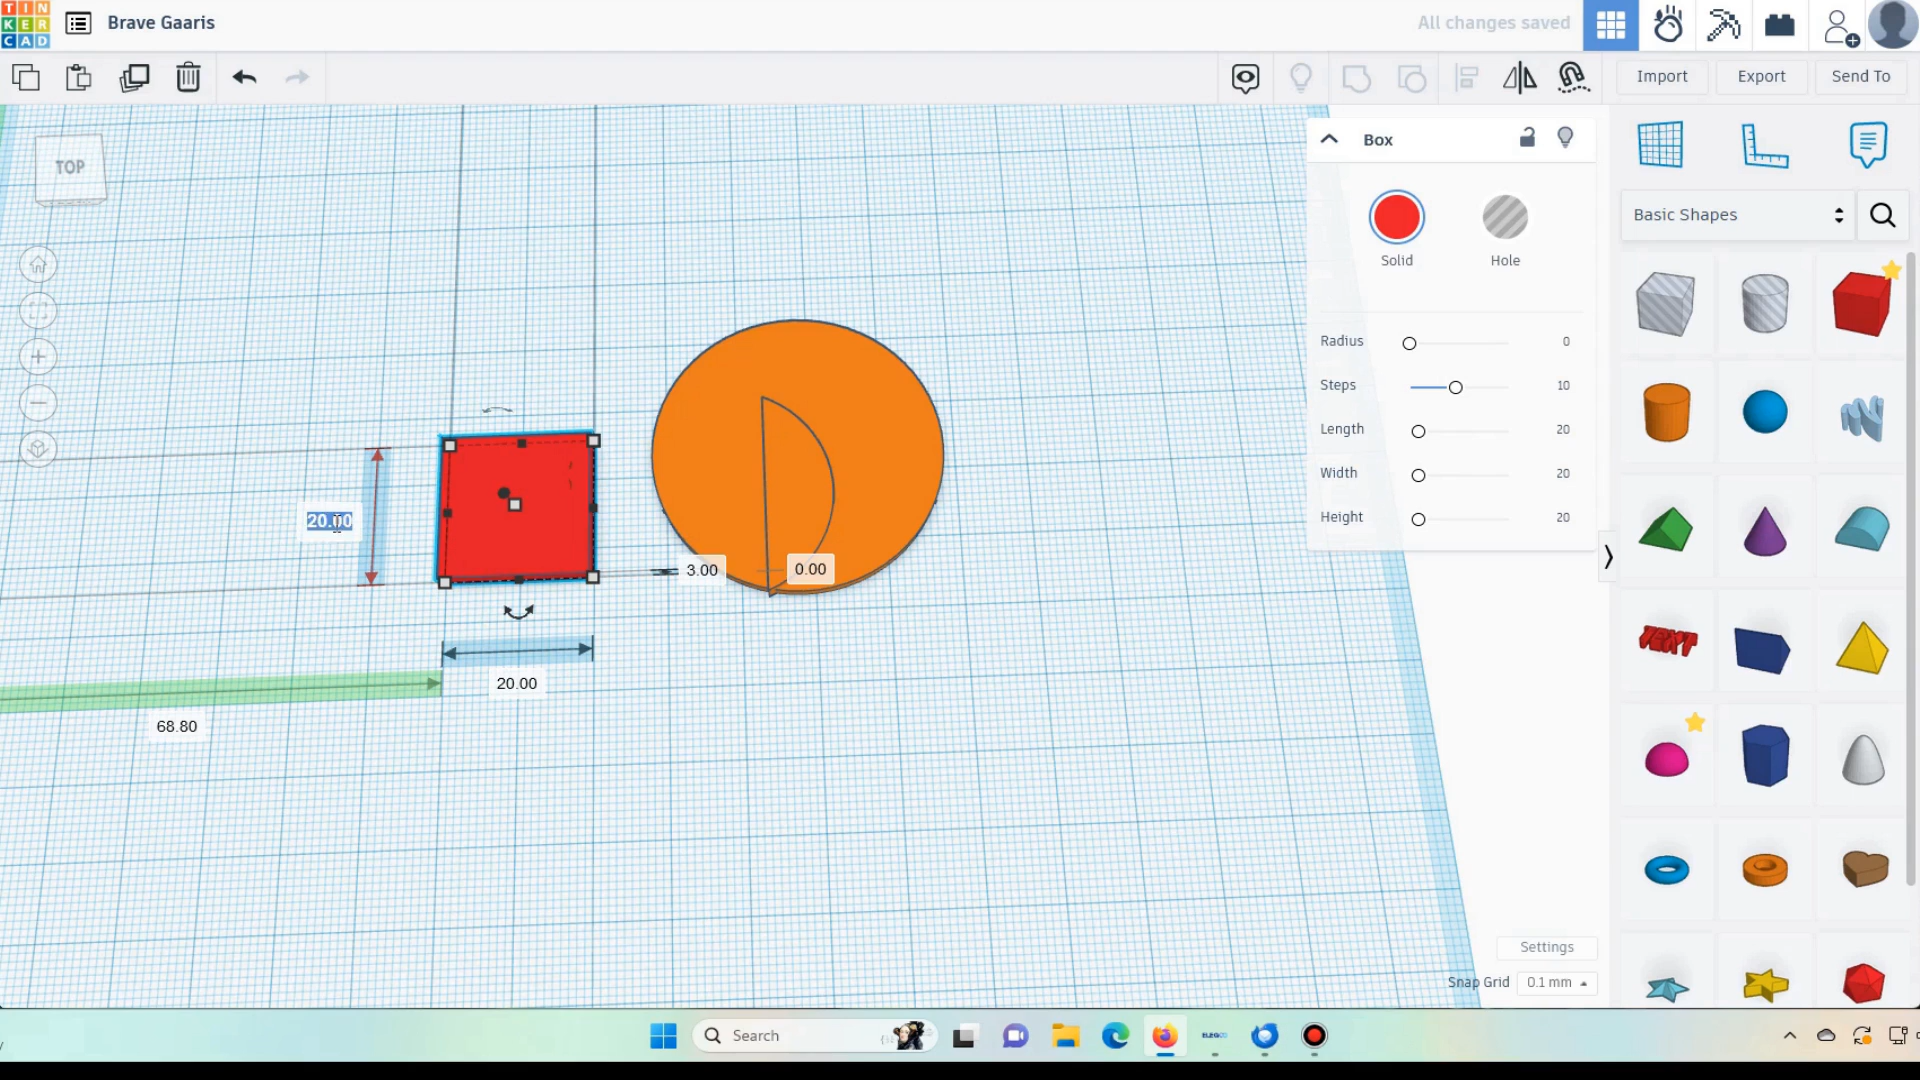 TIN
KER
CAD
Brave Gaaris
All changes saved
Import
Export
Send To
TOP
Box
Solid
Hole
Radius
0
Steps
10
Length
20
Width
20
Height
20
Basic Shapes
TEXT
20.00
3.00
0.00
20.00
68.80
Settings
Snap Grid
0.1 mm
Search
ELEGOO